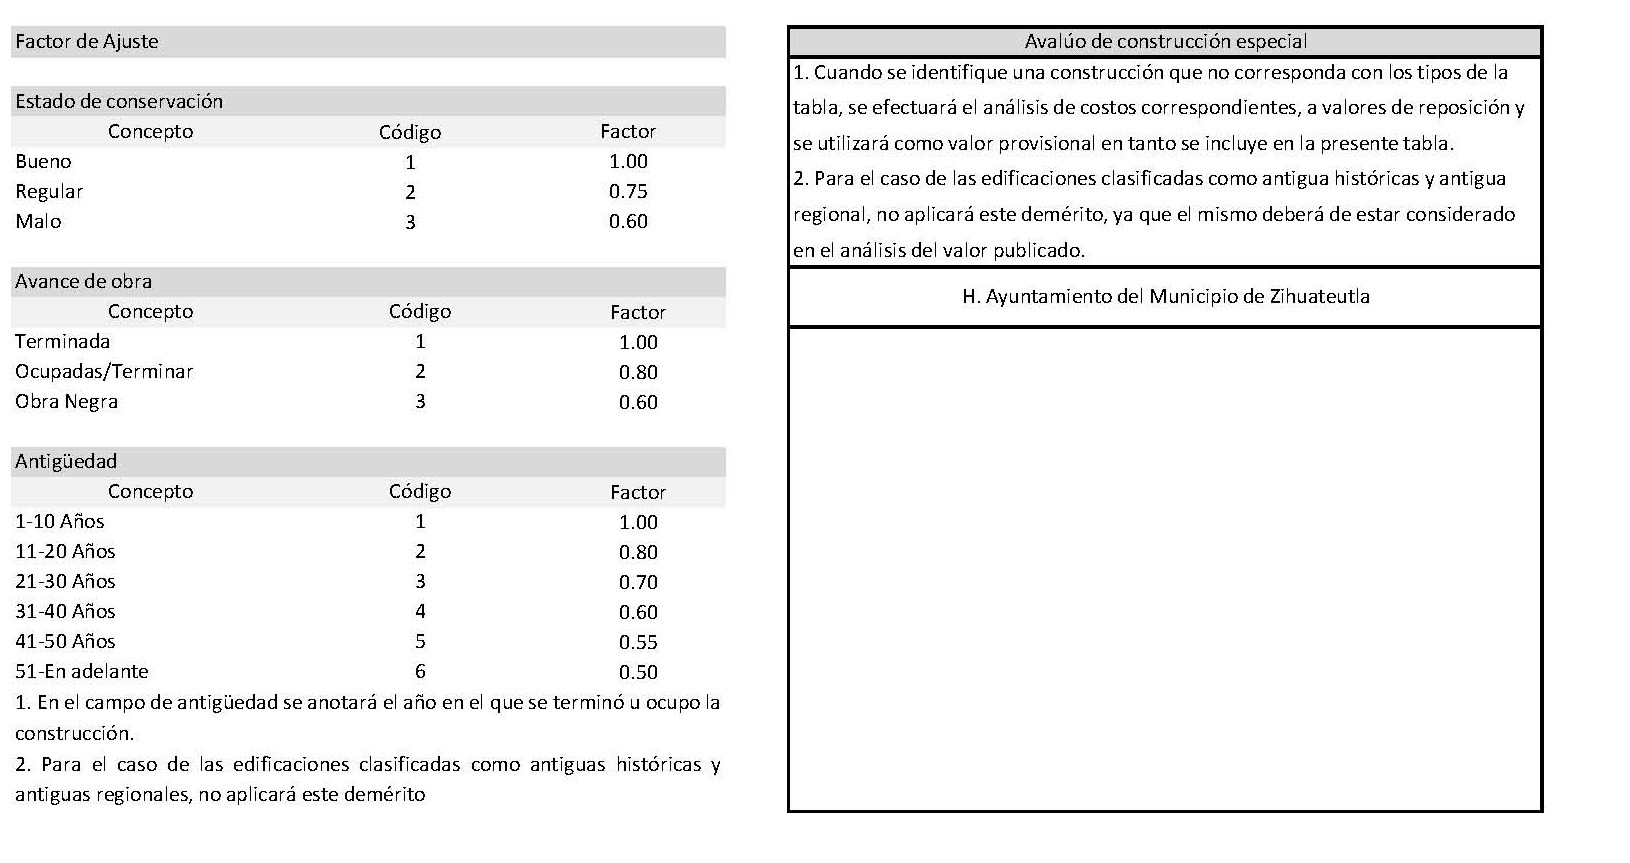 Factor de Ajuste
Estado de conservación
Concepto Código Factor
Bueno 1 1.00
Regular 2 0.75
Malo 3 0.60
Avance de obra
Concepto Código Factor
Terminada 1 1.00
Ocupadas/Terminar 2 0.80
Obra Negra 3 0.60
Antigüedad
Concepto Código Factor
1-10 Años 1 1.00
11-20 Años 2 0.80
21-30 Años 3 0.70
31-40 Años 4 0.60
41-50 Años 5 0.55
51-En adelante 6 0.50
1. En el campo de antigüedad se anotará el año en el que se terminó u ocupo la
construcción.
2. Para el caso de las edificaciones clasificadas como antiguas históricas y
antiguas regionales, no aplicará este demérito
Avalúo de construcción especial
1. Cuando se identifique una construcción que no corresponda con los tipos de la
tabla, se efectuará el análisis de costos correspondientes, a valores de reposición y
se utilizará como valor provisional en tanto se incluye en la presente tabla.
2. Para el caso de las edificaciones clasificadas como antigua históricas y antigua
regional, no aplicará este demérito, ya que el mismo deberá de estar considerado
en el análisis del valor publicado.
H. Ayuntamiento del Municipio de Zihuateutla